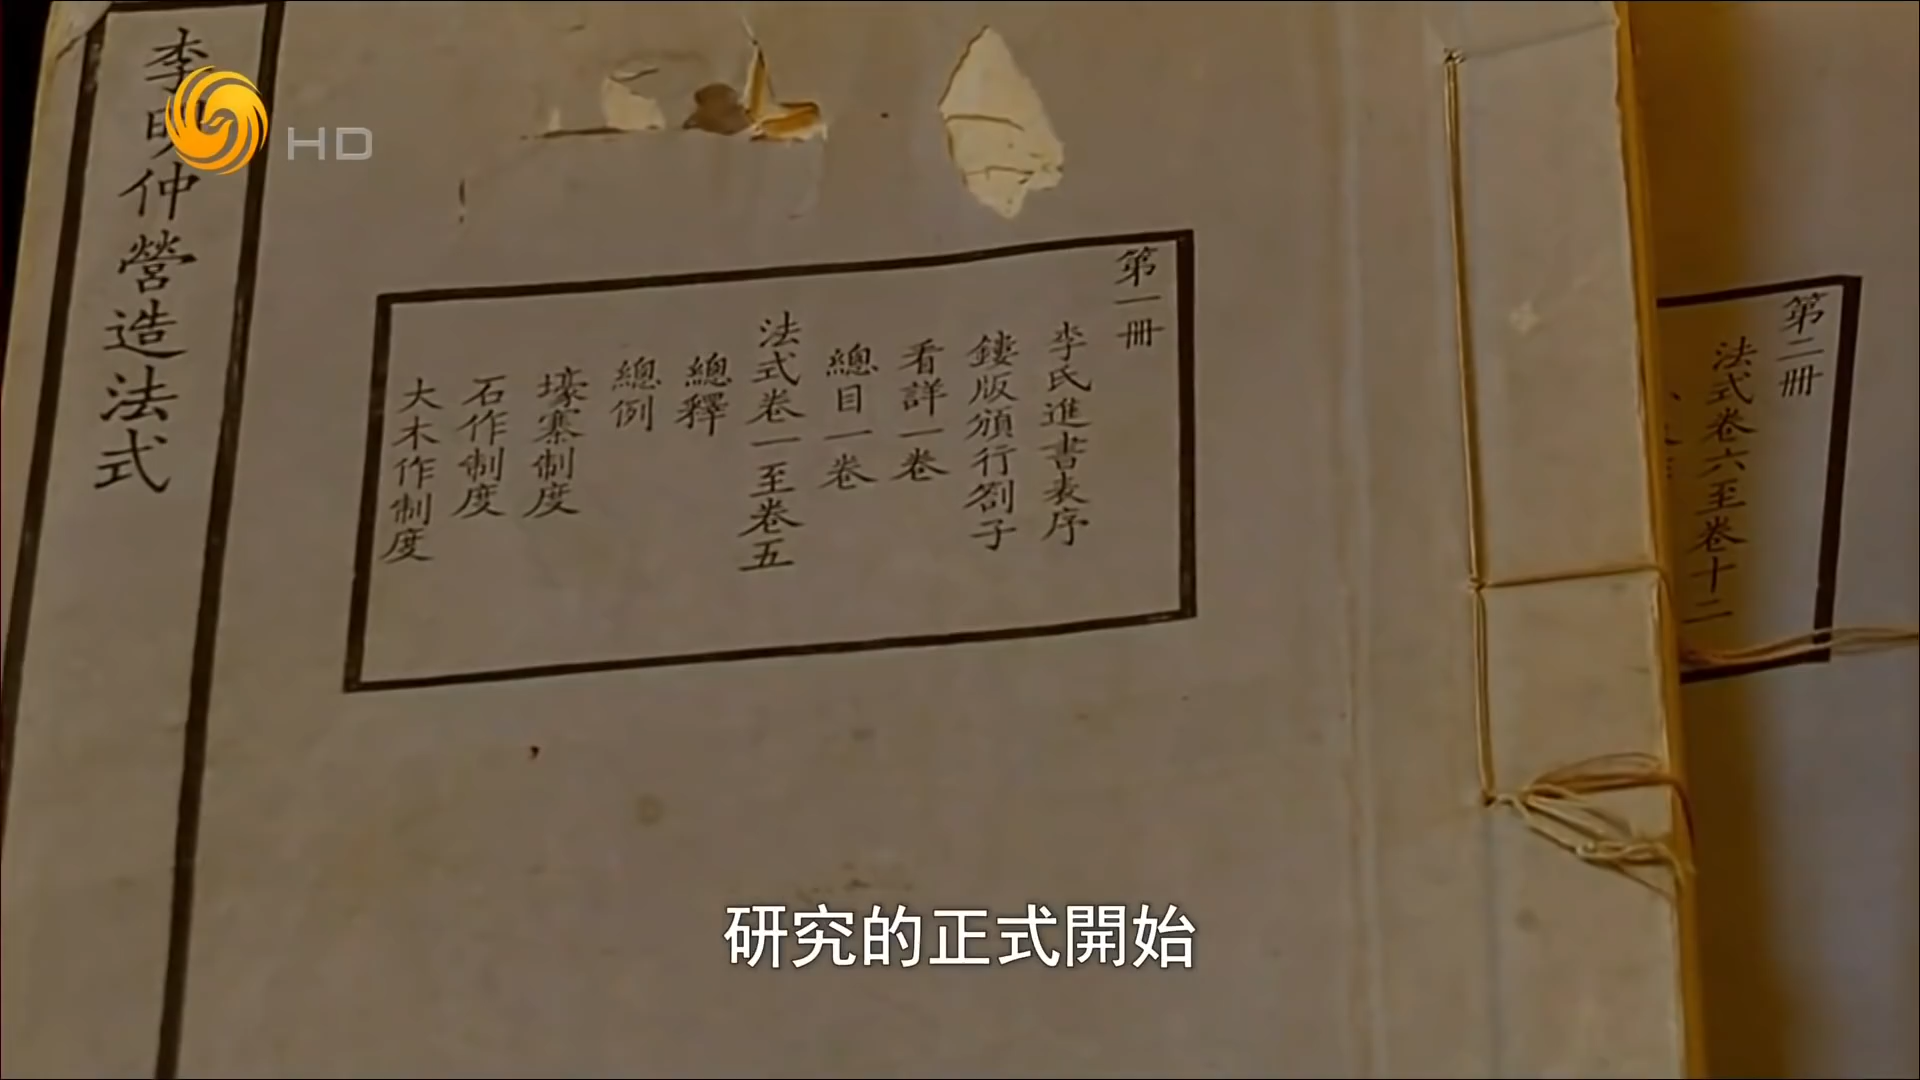 李明仲營造法式
HD
第一冊
李氏進書表序
鏤版頒行劄子
看詳一卷
總目一卷
法式卷一至卷五
總釋
總例
壕寨制度
石作制度
大木作制度
第二冊
法式卷六至卷十二
研究的正式開始